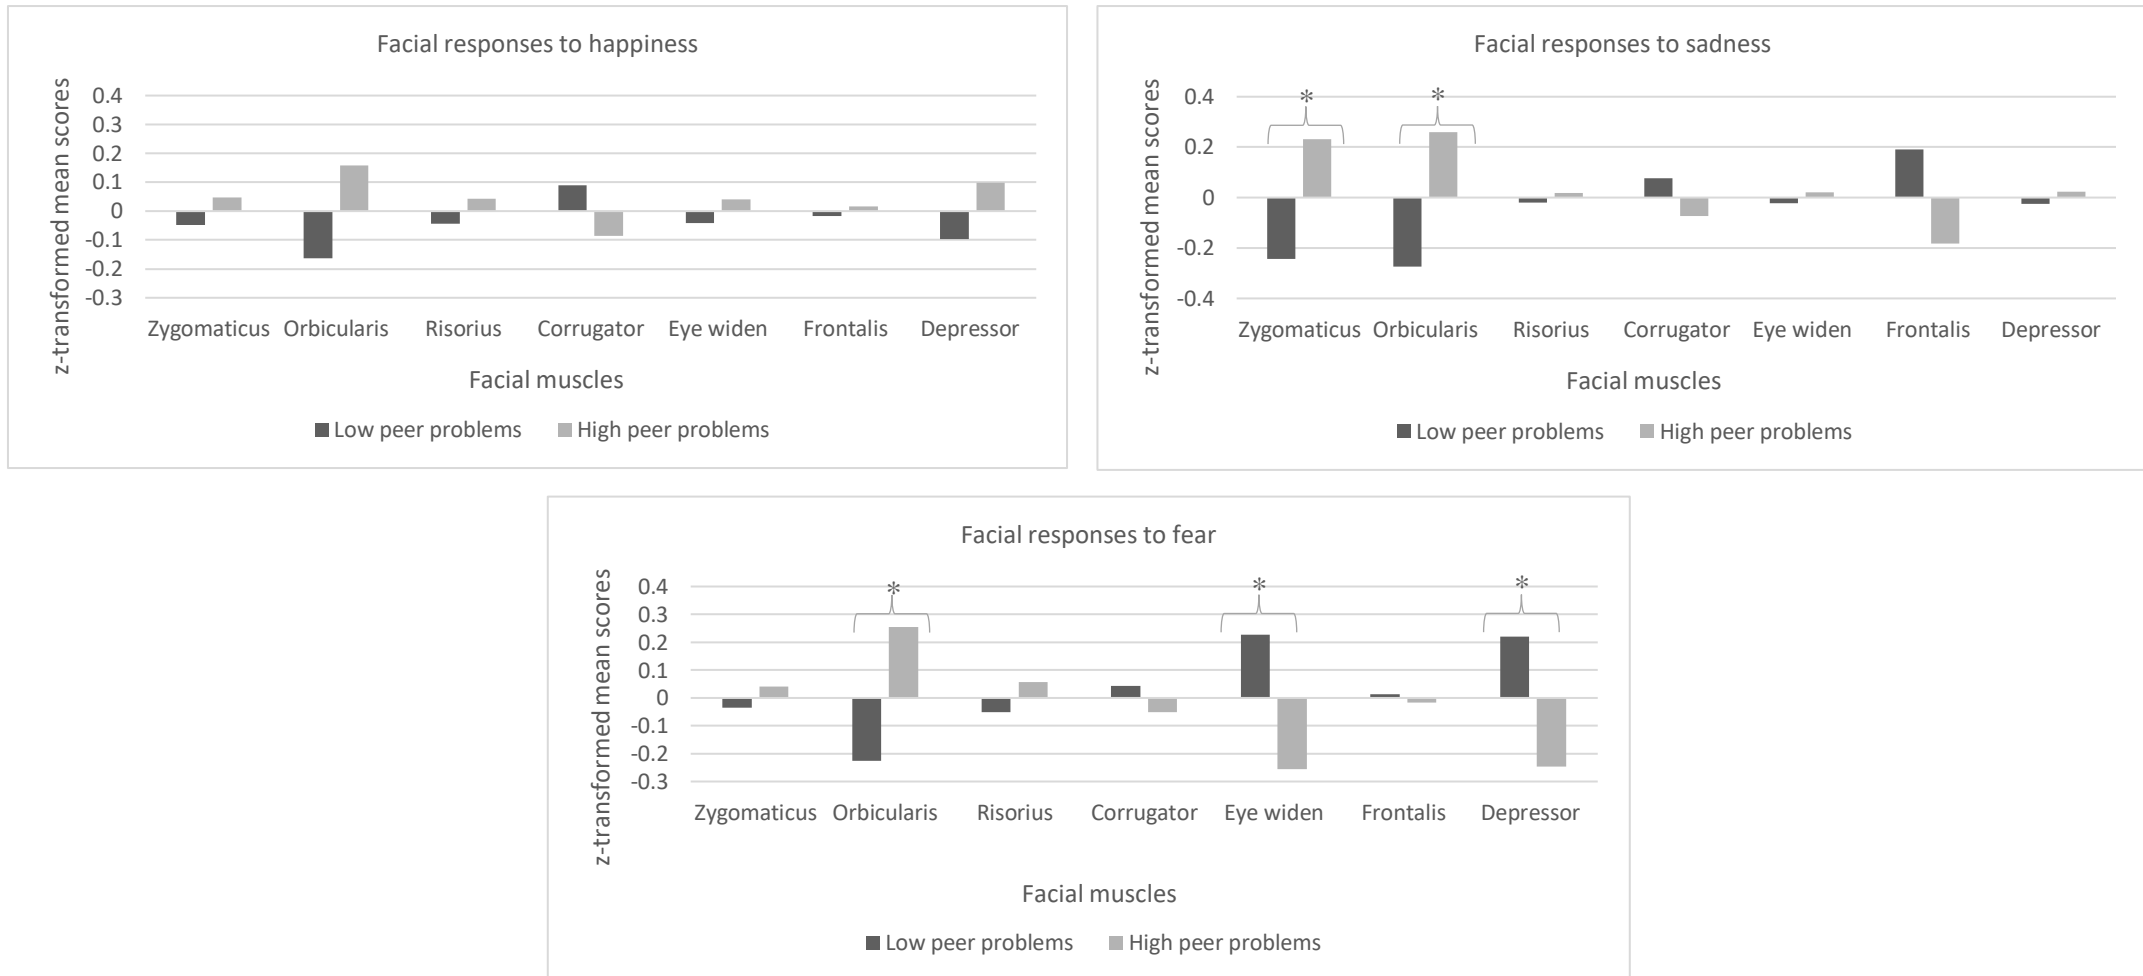 Facial responses to happiness
z-transformed mean scores
0.4
0.3
0.2
0.1
0
-0.1
-0.2
-0.3
Zygomaticus Orbicularis Risorius Corrugator Eye widen Frontalis Depressor
Facial muscles
Low peer problems High peer problems
Facial responses to sadness
z-transformed mean scores
0.4
0.2
0
-0.2
-0.4
* *
Zygomaticus Orbicularis Risorius Corrugator Eye widen Frontalis Depressor
Facial muscles
Low peer problems High peer problems
Facial responses to fear
z-transformed mean scores
0.4
0.3
0.2
0.1
0
-0.1
-0.2
-0.3
* * *
Zygomaticus Orbicularis Risorius Corrugator Eye widen Frontalis Depressor
Facial muscles
Low peer problems High peer problems